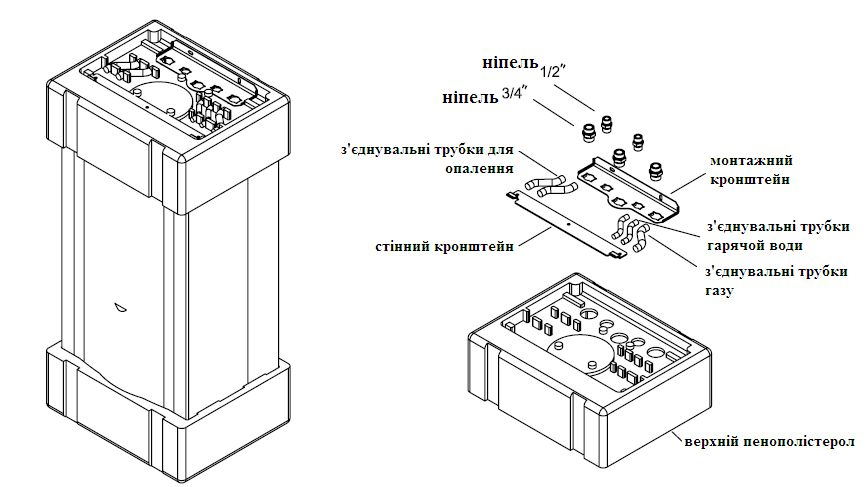 ніпель 1/2″
ніпель 3/4″
з'єднувальні трубки для
опалення
монтажний
кронштейн
з'єднувальні трубки
гарячой води
стінний кронштейн
з'єднувальні трубки
газу
верхній пенополістерол